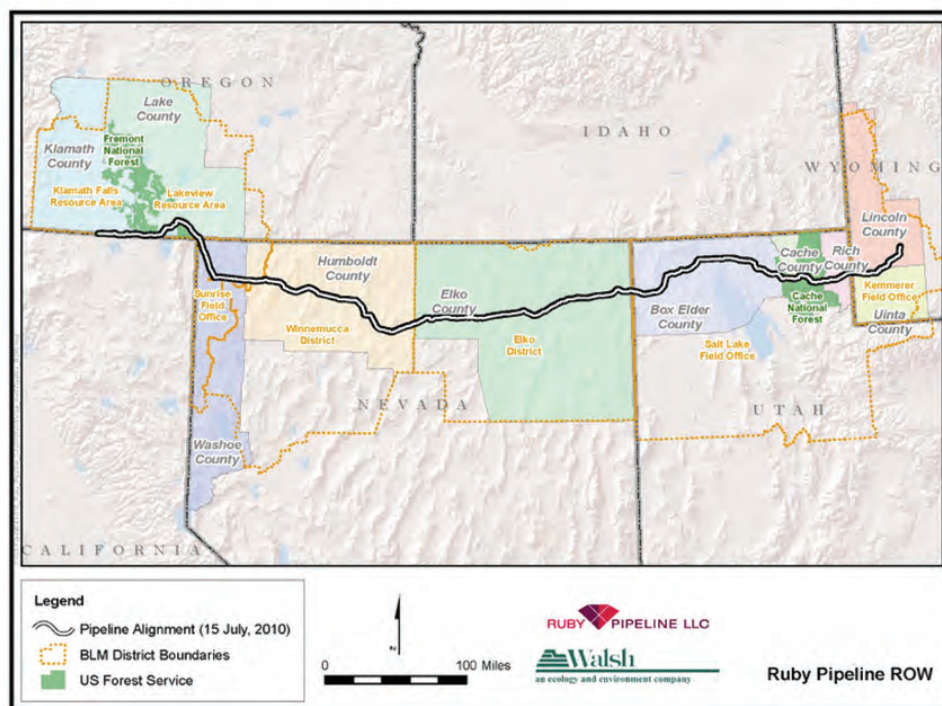 OREGON
Lake
County
Klamath
County
Fremont
National
Forest
Klamath Falls
Resource Area
Lakeview
Resource Area
IDAHO
WYOMING
Lincoln
County
Cache
County
Rich
County
Cache
National
Forest
Kemmerer
Field Office
Uinta
County
Humboldt
County
Sunrise
Field
Office
Winnemucca
District
Elko
County
Elko
District
Box Elder
County
Salt Lake
Field Office
NEVADA
UTAH
Washoe
County
CALIFORNIA
Legend
Pipeline Alignment (15 July, 2010)
BLM District Boundaries
US Forest Service
z
0 100 Miles
RUBY PIPELINE LLC
Walsh
an ecology and environment company
Ruby Pipeline ROW